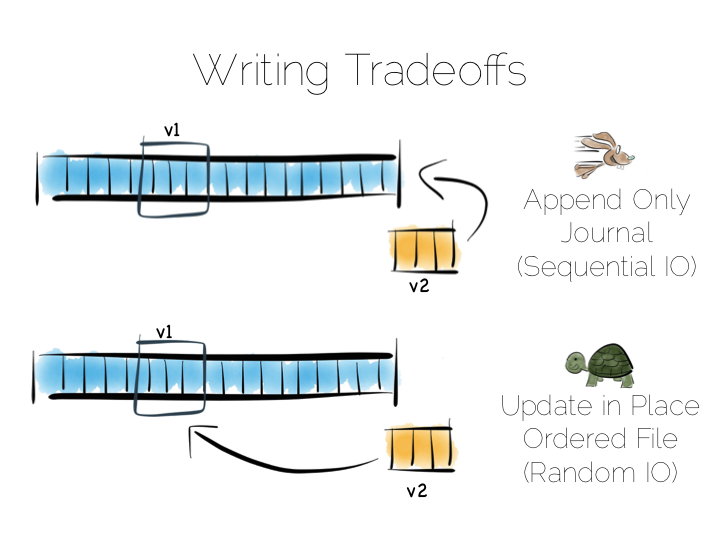 Writing Tradeoffs
v1
Append Only
Journal
(Sequential IO)
v2
v1
Update in Place
Ordered File
(Random IO)
v2